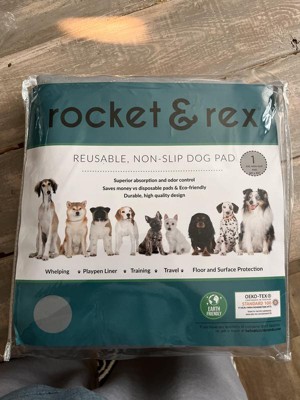 rocket & rex
REUSABLE, NON-SLIP DOG PAD
1
Superior absorption and odor control
Saves money vs disposable pads & Eco-friendly
Durable, high quality design
Whelping • Playpen Liner • Training • Travel • Floor and Surface Protection
EARTH
FRIENDLY
OEKO-TEX®
STANDARD 100